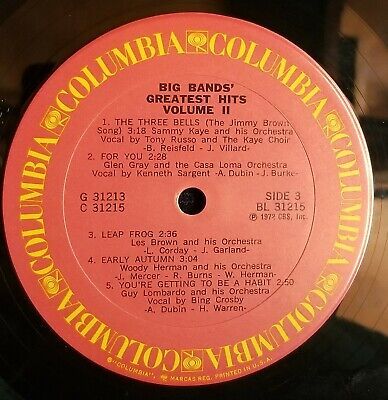 COLUMBIA COLUMBIA COLUMBIA COLUMBIA COLUMBIA COLUMBIA
BIG BANDS'
GREATEST HITS
VOLUME II
1. THE THREE BELLS (The Jimmy Brown
Song) 3:18 Sammy Kaye and his Orchestra
Vocal by Tony Russo and The Kaye Choir
-B. Reisfeld - J. Villard-
2. FOR YOU 2:28
Glen Gray and the Casa Loma Orchestra
Vocal by Kenneth Sargent -A. Dubin - J. Burke-
G 31213
C 31215
SIDE 3
BL 31215
Ⓟ 1972 CBS, Inc.
3. LEAP FROG 2:36
Les Brown and his Orchestra
-L. Corday - J. Garland-
4. EARLY AUTUMN 3:04
Woody Herman and his Orchestra
-J. Mercer - R. Burns - W. Herman-
5. YOU'RE GETTING TO BE A HABIT 2:50
Guy Lombardo and his Orchestra
Vocal by Bing Crosby
-A. Dubin - H. Warren-
® "COLUMBIA", MARCAS REG. PRINTED IN U.S.A.